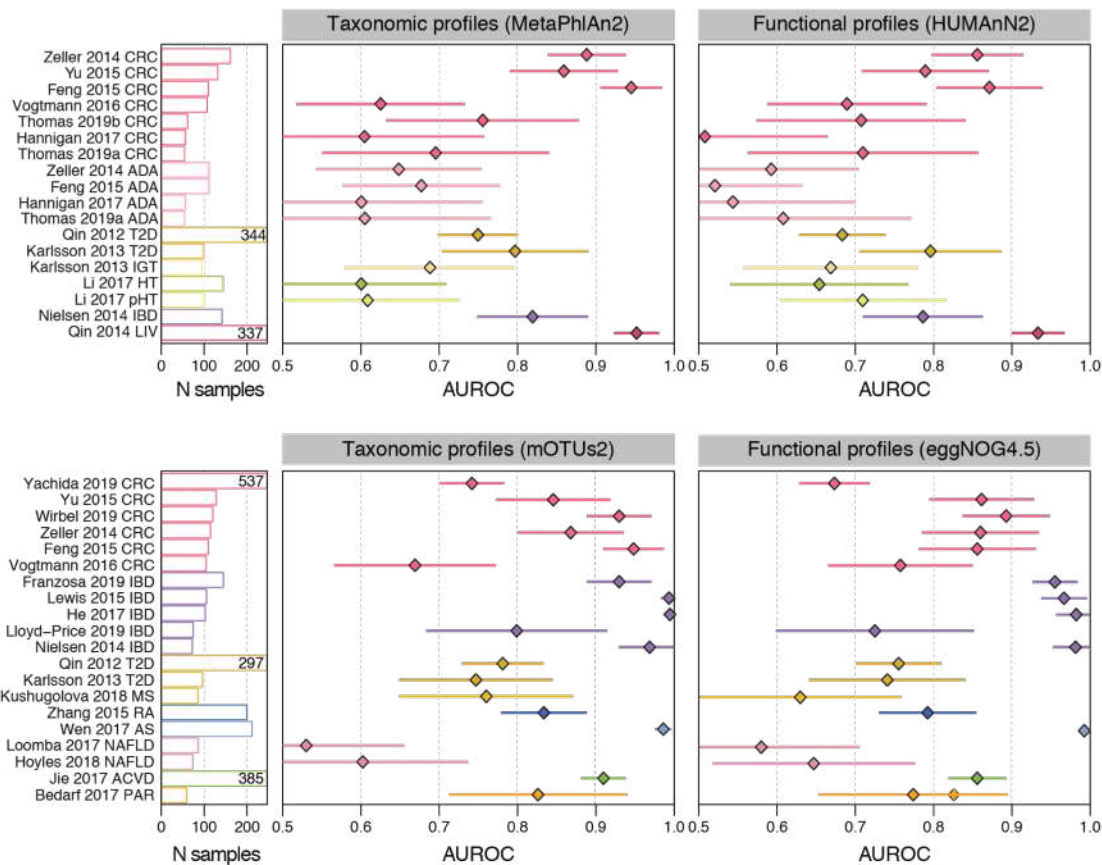 Taxonomic profiles (MetaPhlAn2)
Functional profiles (HUMAnN2)
Zeller 2014 CRC
Yu 2015 CRC
Feng 2015 CRC
Vogtmann 2016 CRC
Thomas 2019b CRC
Hannigan 2017 CRC
Thomas 2019a CRC
Zeller 2014 ADA
Feng 2015 ADA
Hannigan 2017 ADA
Thomas 2019a ADA
Qin 2012 T2D 344
Karlsson 2013 T2D
Karlsson 2013 IGT
Li 2017 HT
Li 2017 pHT
Nielsen 2014 IBD
Qin 2014 LIV 337
0 100 200 0.5 0.6 0.7 0.8 0.9 1.0 0.5 0.6 0.7 0.8 0.9 1.0
N samples AUROC AUROC
Taxonomic profiles (mOTUs2)
Functional profiles (eggNOG4.5)
Yachida 2019 CRC 537
Yu 2015 CRC
Wirbel 2019 CRC
Zeller 2014 CRC
Feng 2015 CRC
Vogtmann 2016 CRC
Franzosa 2019 IBD
Lewis 2015 IBD
He 2017 IBD
Lloyd−Price 2019 IBD
Nielsen 2014 IBD
Qin 2012 T2D 297
Karlsson 2013 T2D
Kushugolova 2018 MS
Zhang 2015 RA
Wen 2017 AS
Loomba 2017 NAFLD
Hoyles 2018 NAFLD
Jie 2017 ACVD 385
Bedarf 2017 PAR
0 100 200 0.5 0.6 0.7 0.8 0.9 1.0 0.5 0.6 0.7 0.8 0.9 1.0
N samples AUROC AUROC